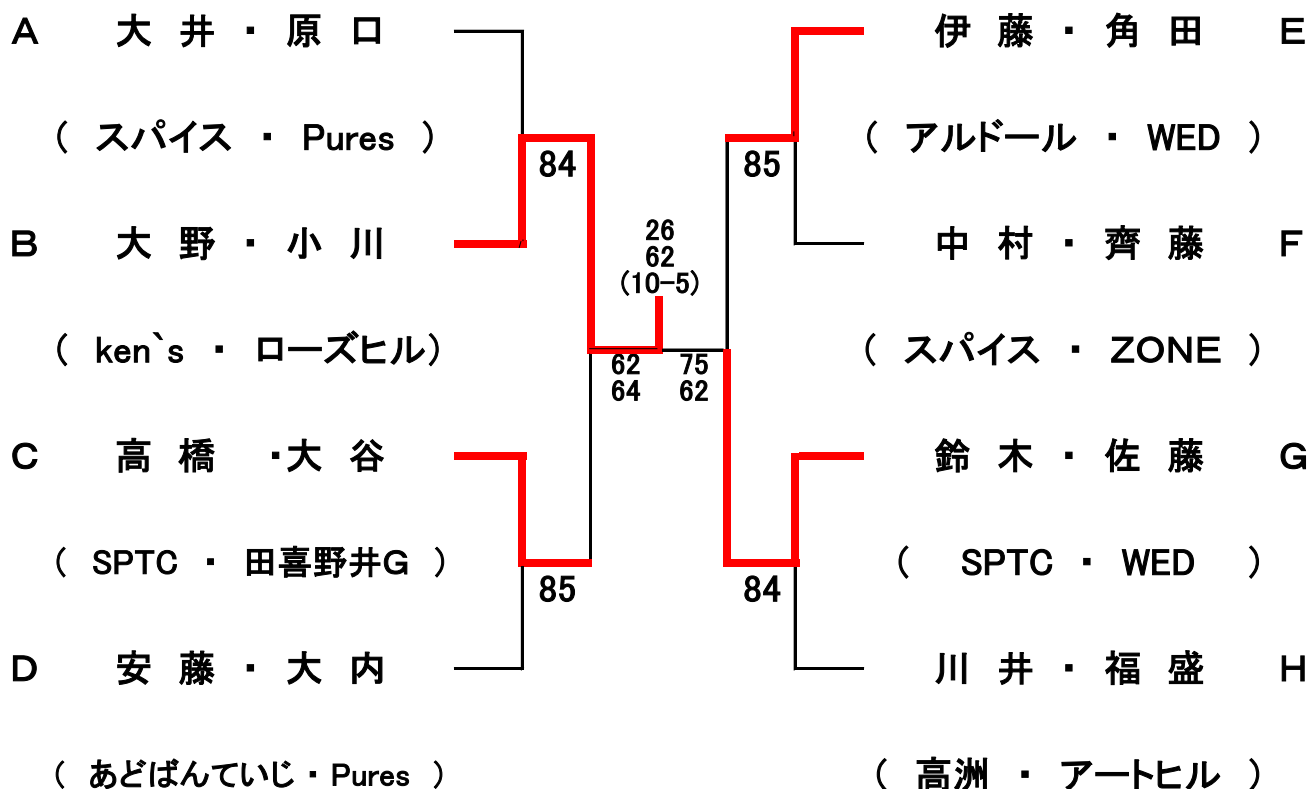 A 大井・原口
( スパイス ・ Pures )
B 大野・小川
( ken`s ・ ローズヒル)
C 高橋 ・大谷
( SPTC ・ 田喜野井G )
D 安藤・大内
( あどばんていじ・Pures )
84
85
26
62
(10-5)
62
64
75
62
85
84
伊藤・角田 E
( アルドール ・ WED )
中村・齊藤 F
( スパイス ・ ZONE )
鈴木・佐藤 G
( SPTC ・ WED )
川井・福盛 H
( 高洲 ・ アートヒル )